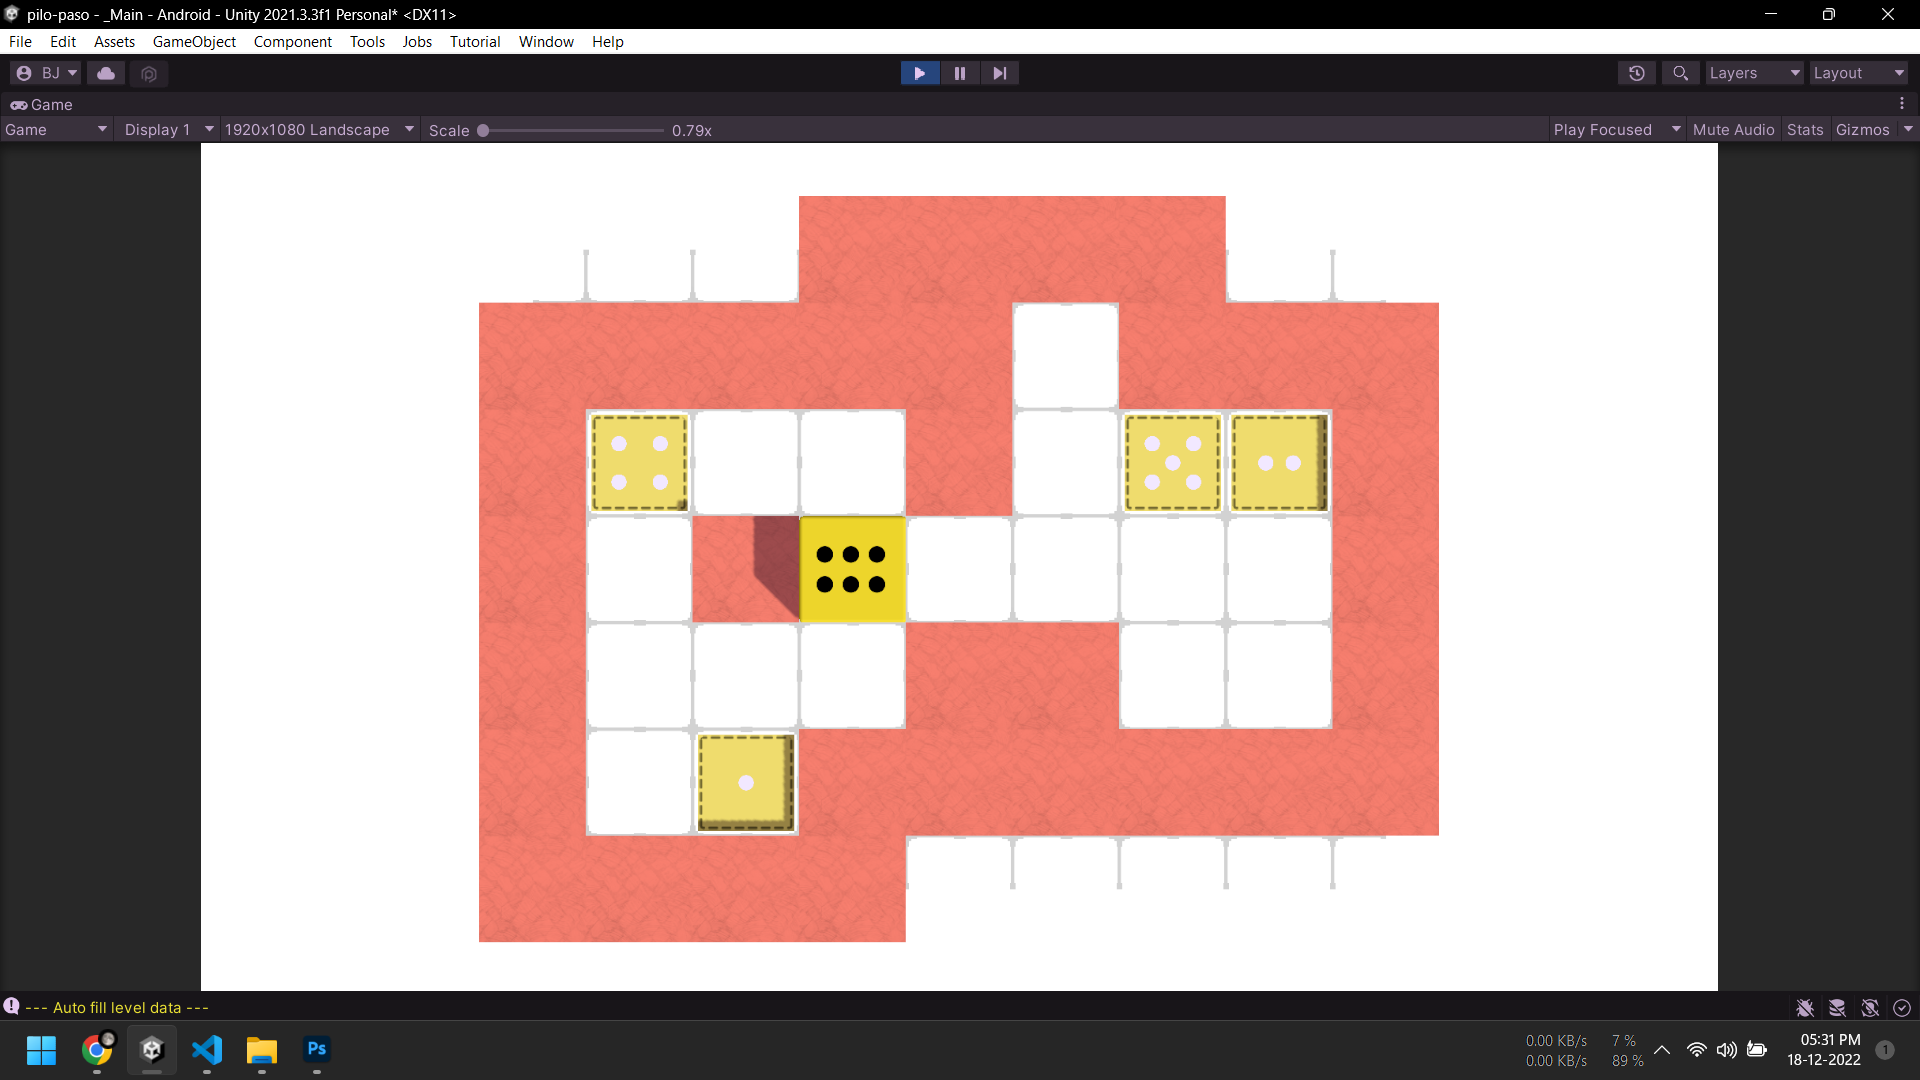 pilo-paso - _Main - Android - Unity 2021.3.3f1 Personal* <DX11>
File Edit Assets GameObject Component Tools Jobs Tutorial Window Help
BJ Layers Layout
Game
Game Display 1 1920x1080 Landscape Scale 0.79x Play Focused Mute Audio Stats Gizmos
--- Auto fill level data ---
Ps
0.00 KB/s 7 % 05:31 PM
0.00 KB/s 89 % 18-12-2022 1